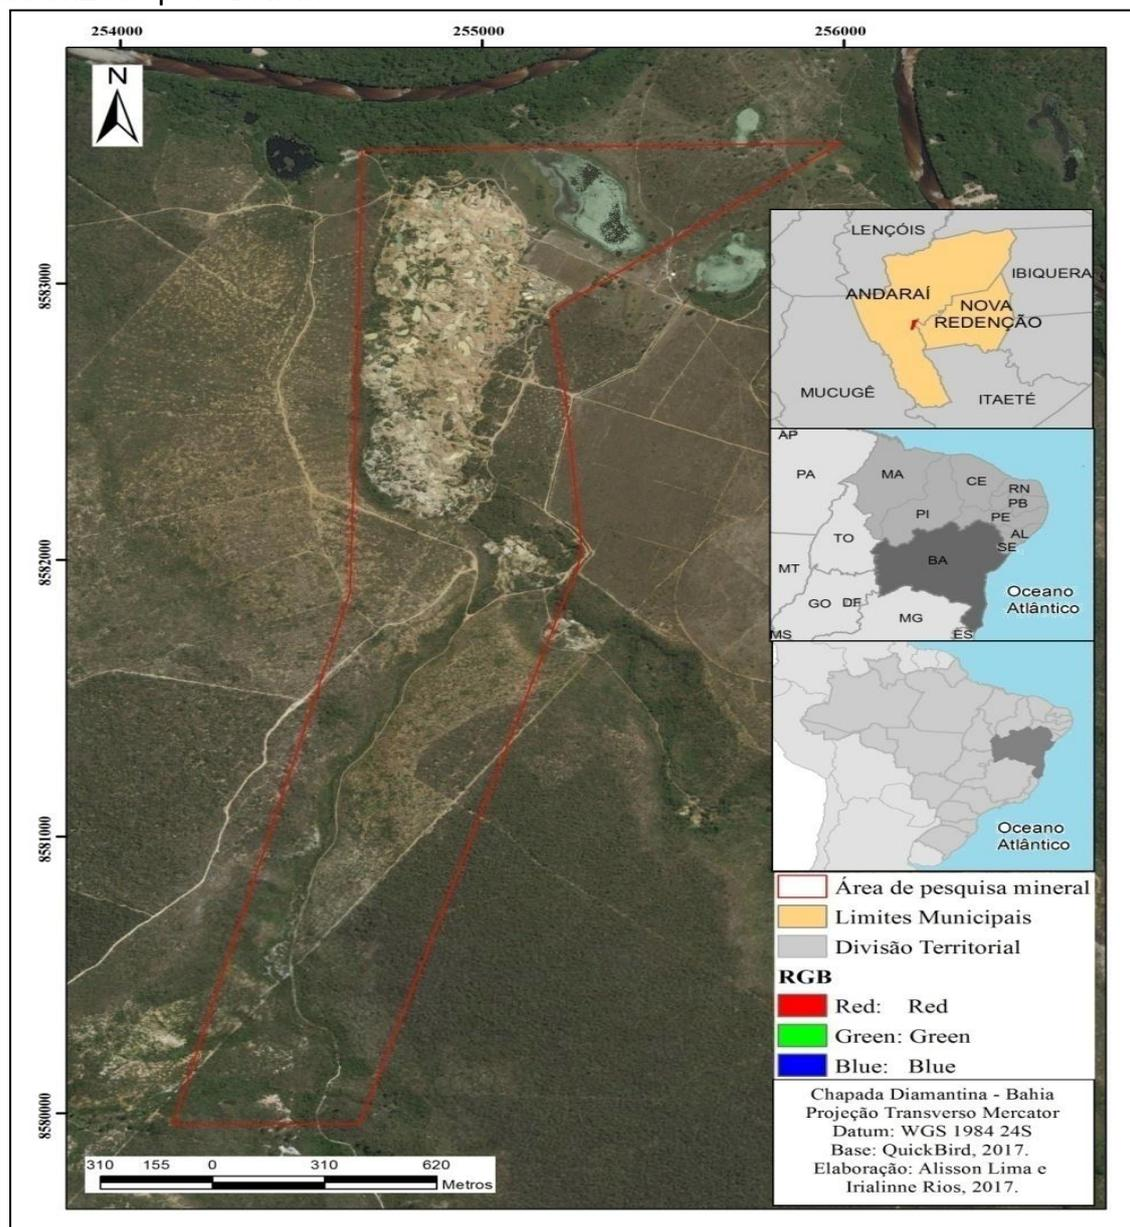 254000 255000 256000
N
8583000
8582000
8581000
8580000
LENÇÓIS
IBIQUERA
ANDARAÍ
NOVA
REDENÇÃO
MUCUGÊ
ITAETÉ
AP
PA
MA
CE
RN
PB
PI
PE
AL
TO
SE
BA
MT
Oceano
Atlântico
GO
DF
MG
MS
ES
Oceano
Atlântico
Área de pesquisa mineral
Limites Municipais
Divisão Territorial
RGB
Red: Red
Green: Green
Blue: Blue
Chapada Diamantina - Bahia
Projeção Transverso Mercator
Datum: WGS 1984 24S
Base: QuickBird, 2017.
Elaboração: Alisson Lima e
Irialinne Rios, 2017.
310 155 0 310 620
Metros